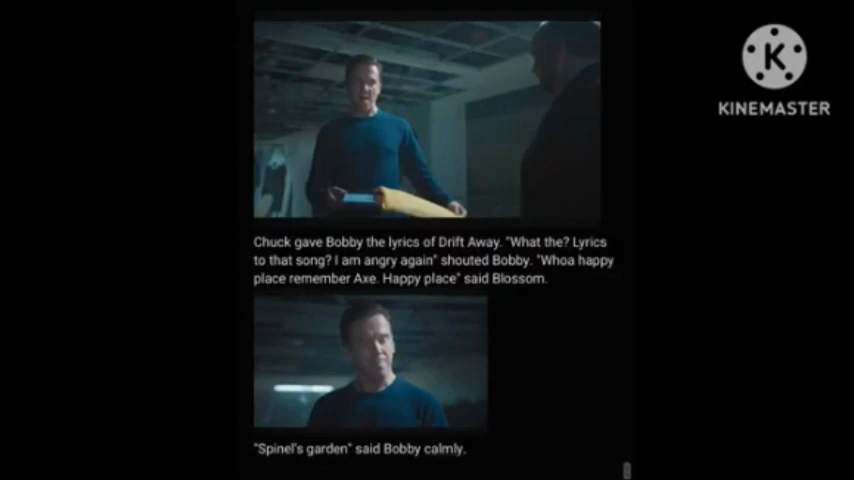 KINEMASTER
Chuck gave Bobby the lyrics of Drift Away. "What the? Lyrics
to that song? I am angry again" shouted Bobby. "Whoa happy
place remember Axe. Happy place" said Blossom.
"Spinel's garden" said Bobby calmly.